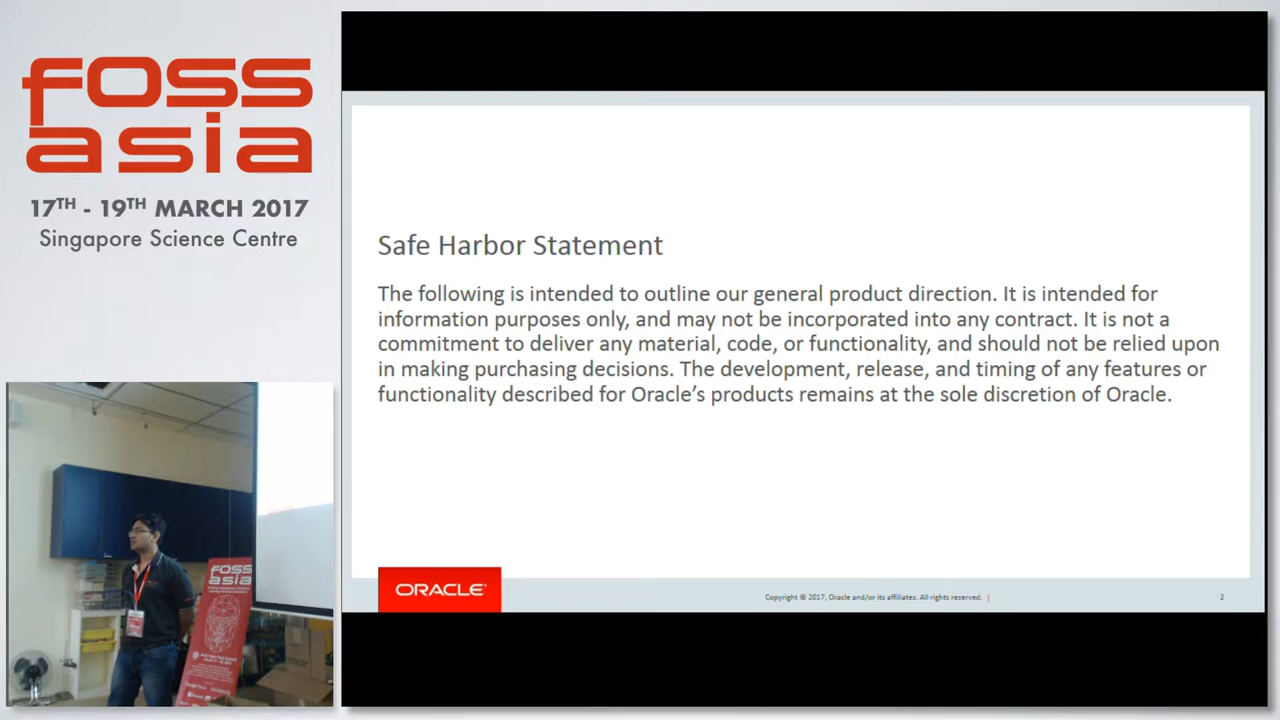 foss
asia
17TH - 19TH MARCH 2017
Singapore Science Centre
Safe Harbor Statement
The following is intended to outline our general product direction. It is intended for
information purposes only, and may not be incorporated into any contract. It is not a
commitment to deliver any material, code, or functionality, and should not be relied upon
in making purchasing decisions. The development, release, and timing of any features or
functionality described for Oracle's products remains at the sole discretion of Oracle.
ORACLE®
Copyright © 2017, Oracle and/or its affiliates. All rights reserved. |
2
FOSS
asia